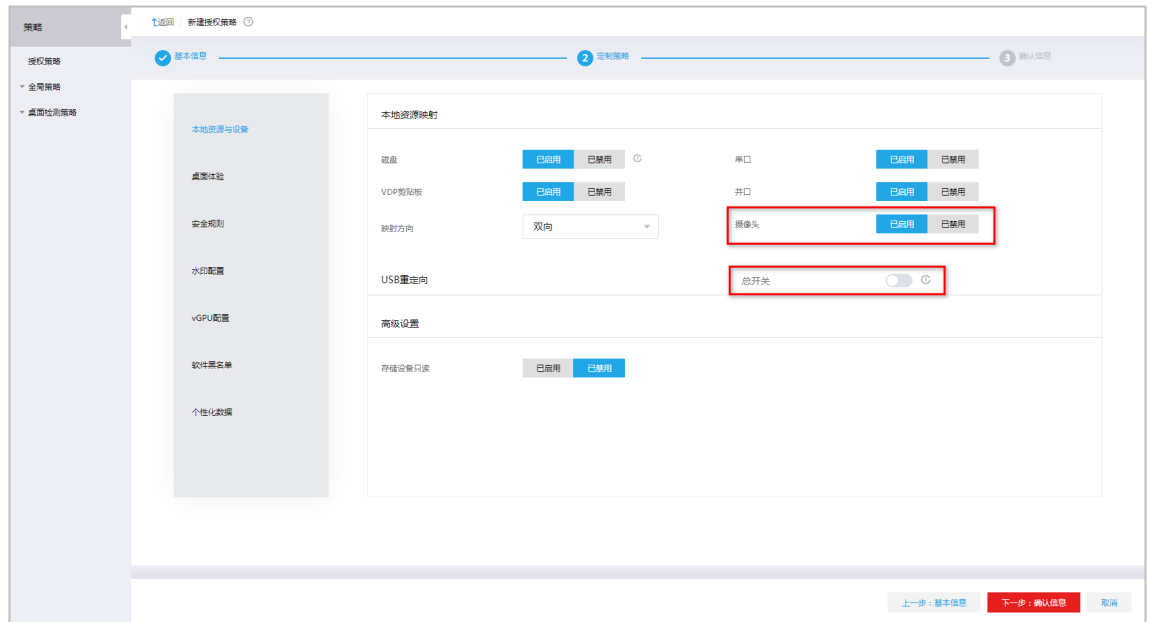 策略
返回 新建授权策略
授权策略
全局策略
桌面检测策略
基本信息
2 定制策略
3 确认信息
本地资源与设备
桌面体验
安全规则
水印配置
vGPU配置
软件黑名单
个性化数据
本地资源映射
磁盘 已启用 已禁用
串口 已启用 已禁用
VDP剪贴板 已启用 已禁用
并口 已启用 已禁用
映射方向 双向
摄像头 已启用 已禁用
USB重定向 总开关
高级设置
存储设备只读 已启用 已禁用
上一步：基本信息 下一步：确认信息 取消